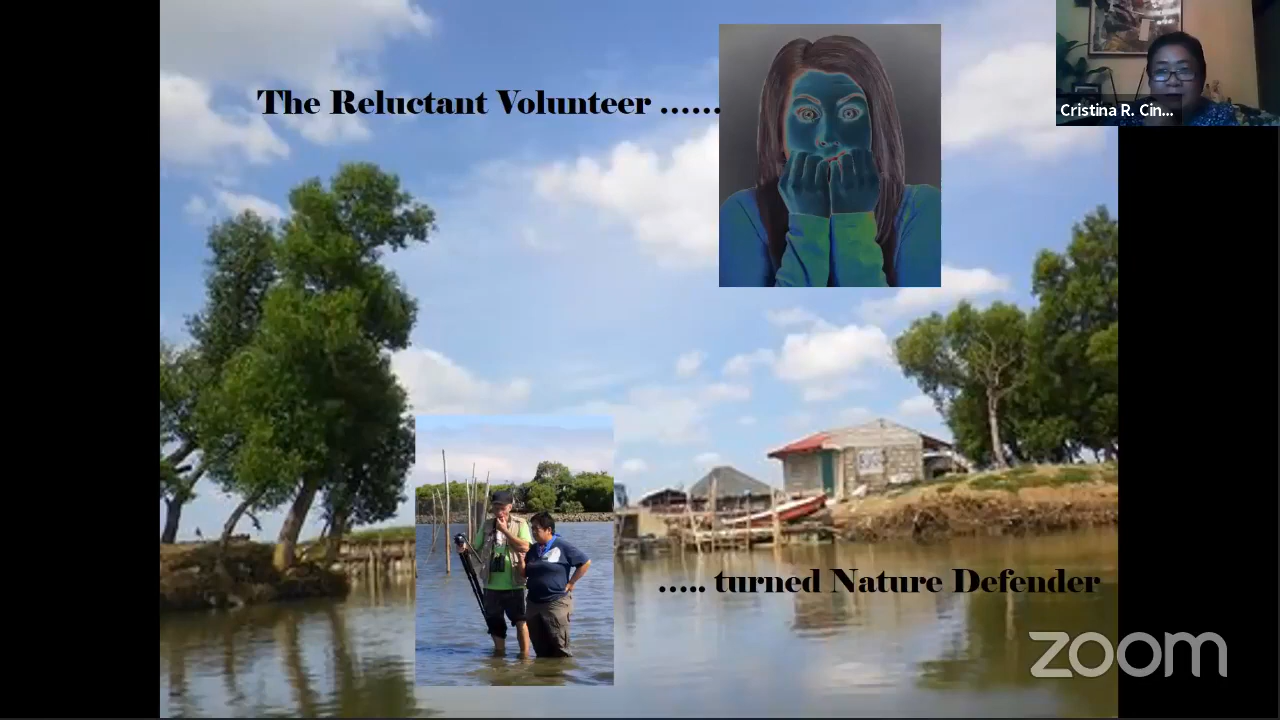 The Reluctant Volunteer ......
Cristina R. Cin...
..... turned Nature Defender
zoom